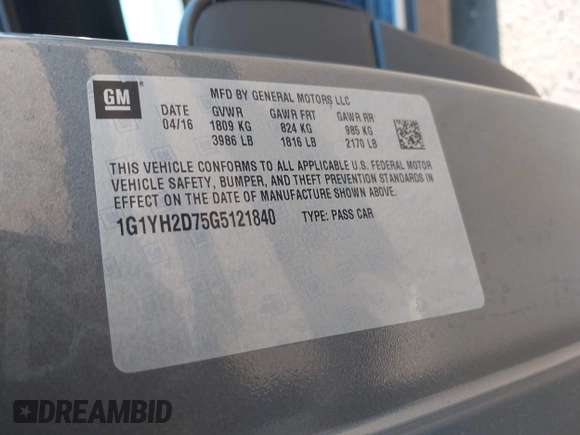 GM
MFD BY GENERAL MOTORS LLC
DATE GVWR GAWR FRT GAWR RR
04/16 1809 KG 824 KG 985 KG
3986 LB 1816 LB 2170 LB
THIS VEHICLE CONFORMS TO ALL APPLICABLE U.S. FEDERAL MOTOR
VEHICLE SAFETY, BUMPER, AND THEFT PREVENTION STANDARDS IN
EFFECT ON THE DATE OF MANUFACTURE SHOWN ABOVE.
1G1YH2D75G5121840 TYPE: PASS CAR
DREAMBID